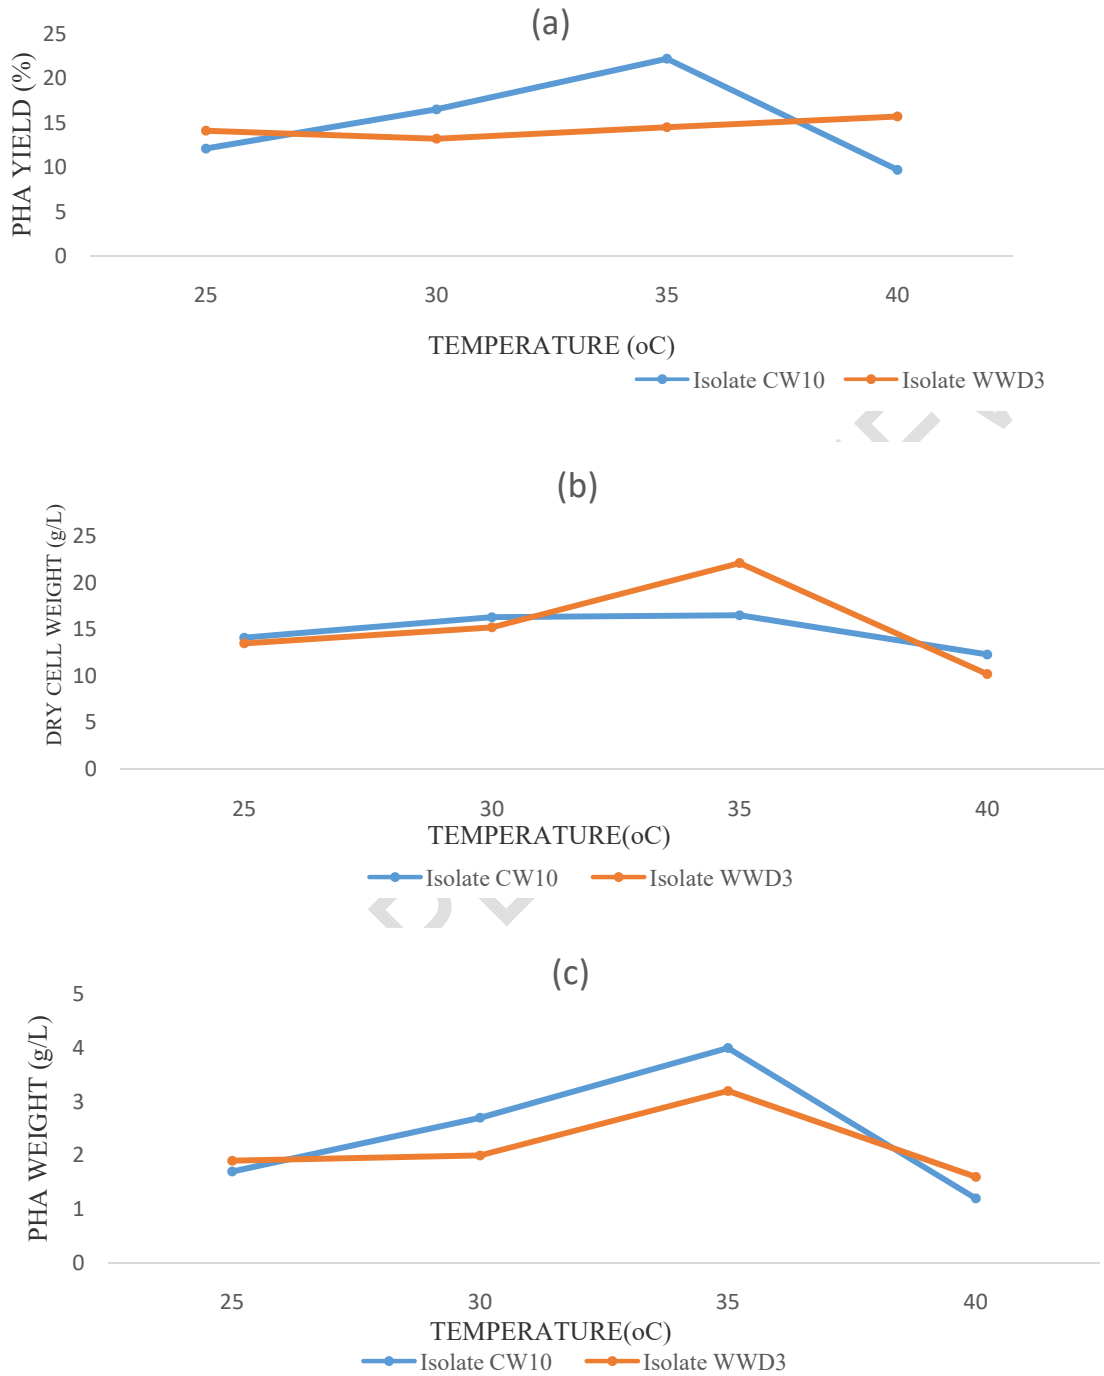 (a)
PHA YIELD (%)
25
20
15
10
5
0
25 30 35 40
TEMPERATURE (oC)
Isolate CW10 Isolate WWD3
(b)
DRY CELL WEIGHT (g/L)
25
20
15
10
5
0
25 30 35 40
TEMPERATURE(oC)
Isolate CW10 Isolate WWD3
(c)
PHA WEIGHT (g/L)
5
4
3
2
1
0
25 30 35 40
TEMPERATURE(oC)
Isolate CW10 Isolate WWD3